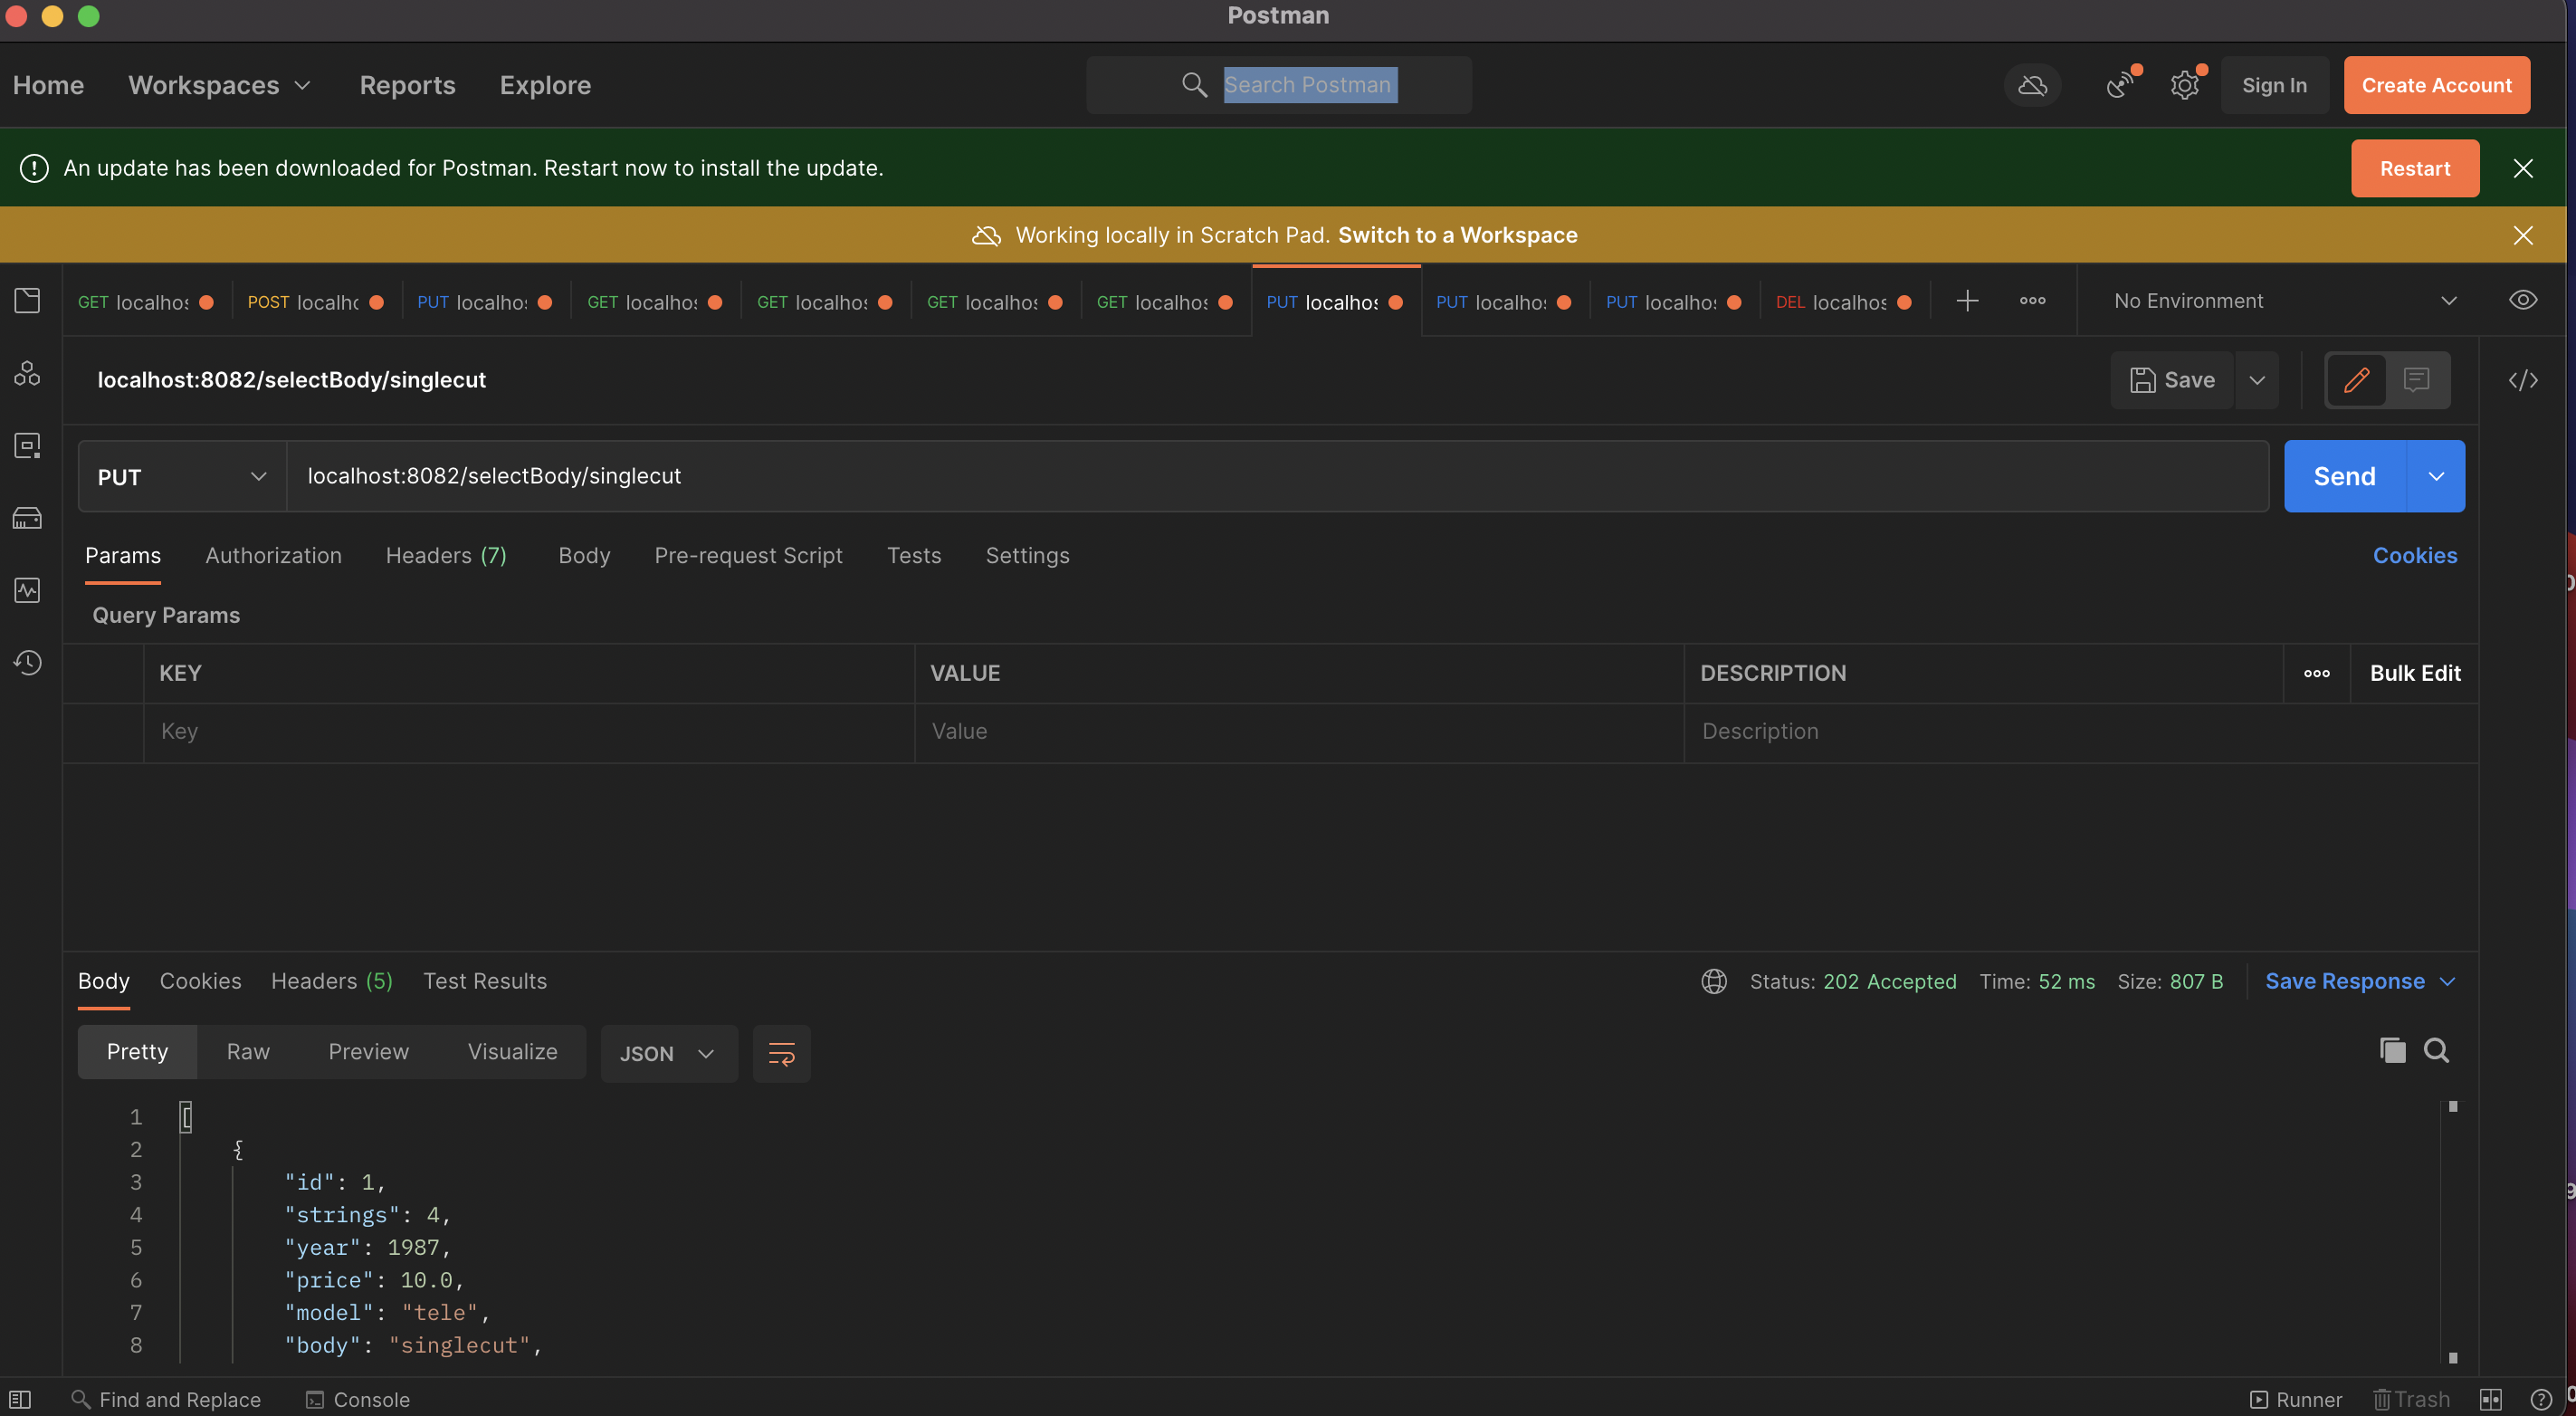 Postman
Home Workspaces Reports Explore Search Postman Sign In Create Account
An update has been downloaded for Postman. Restart now to install the update. Restart
Working locally in Scratch Pad. Switch to a Workspace
GET localhos POST localho PUT localhos GET localhos GET localhos GET localhos GET localhos PUT localhos PUT localhos PUT localhos DEL localhos No Environment
localhost:8082/selectBody/singlecut Save
PUT localhost:8082/selectBody/singlecut Send
Params Authorization Headers (7) Body Pre-request Script Tests Settings Cookies
Query Params
KEY VALUE DESCRIPTION Bulk Edit
Key Value Description
Body Cookies Headers (5) Test Results Status: 202 Accepted Time: 52 ms Size: 807 B Save Response
Pretty Raw Preview Visualize JSON
1 [
2 {
3 "id": 1,
4 "strings": 4,
5 "year": 1987,
6 "price": 10.0,
7 "model": "tele",
8 "body": "singlecut",
Find and Replace Console Runner Trash